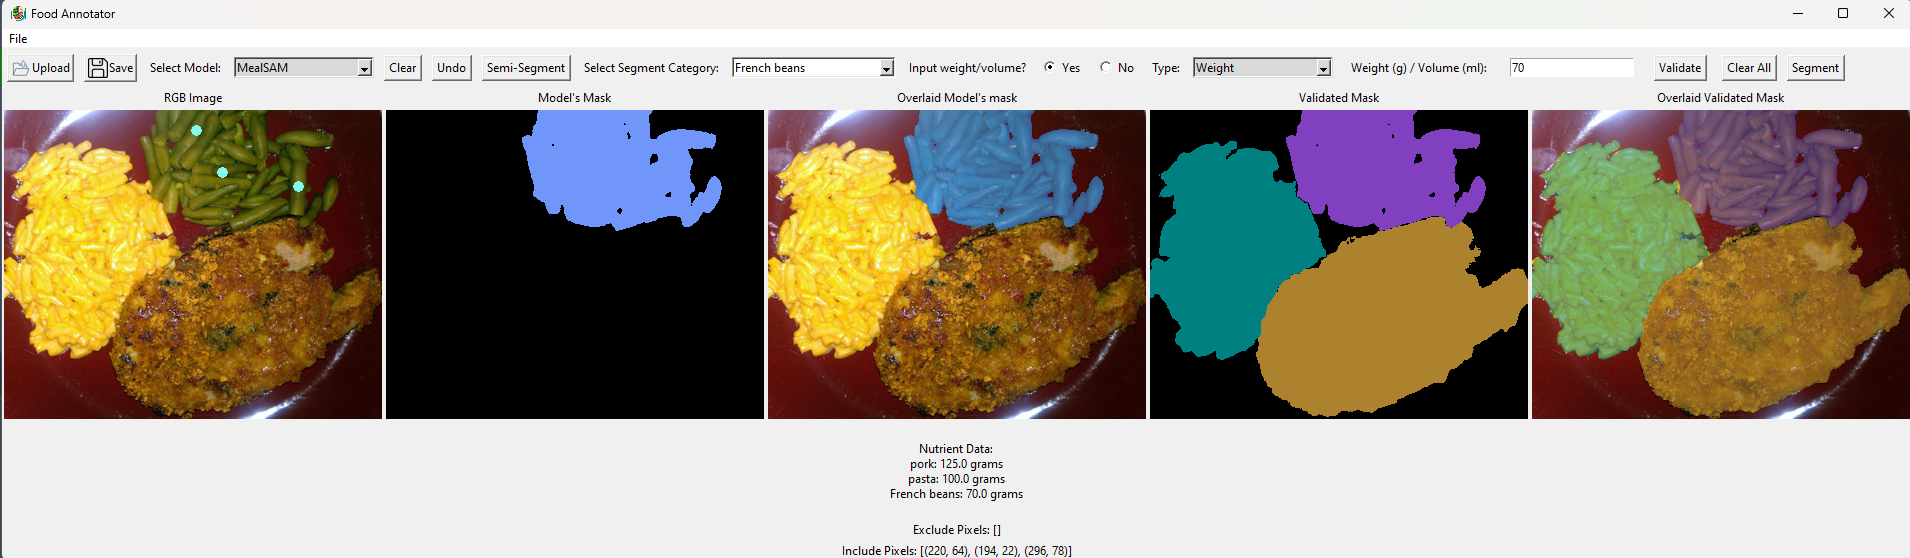 Food Annotator
File
Upload Save Select Model: MealSAM Clear Undo Semi-Segment Select Segment Category: French beans Input weight/volume? Yes No Type: Weight Weight (g) / Volume (ml): 70 Validate Clear All Segment
RGB Image Model's Mask Overlaid Model's mask Validated Mask Overlaid Validated Mask
Nutrient Data:
pork: 125.0 grams
pasta: 100.0 grams
French beans: 70.0 grams
Exclude Pixels: []
Include Pixels: [(220, 64), (194, 22), (296, 78)]